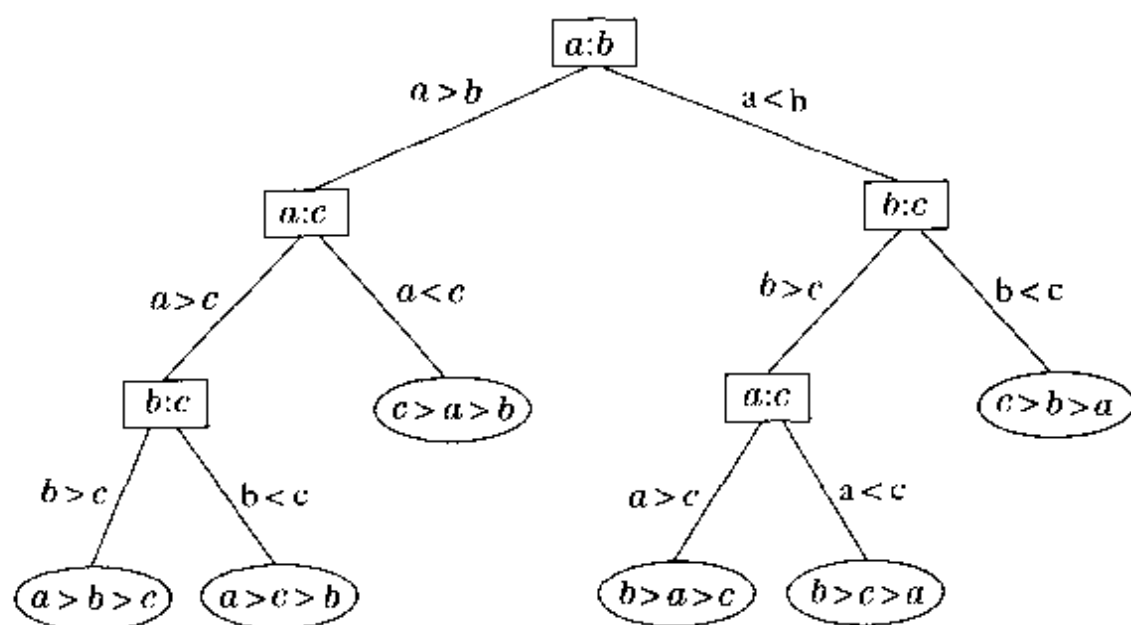 a:b
a > b a < b
a:c b:c
a > c a < c b > c b < c
b:c c > a > b a:c c > b > a
b > c b < c a > c a < c
a > b > c a > c > b b > a > c b > c > a